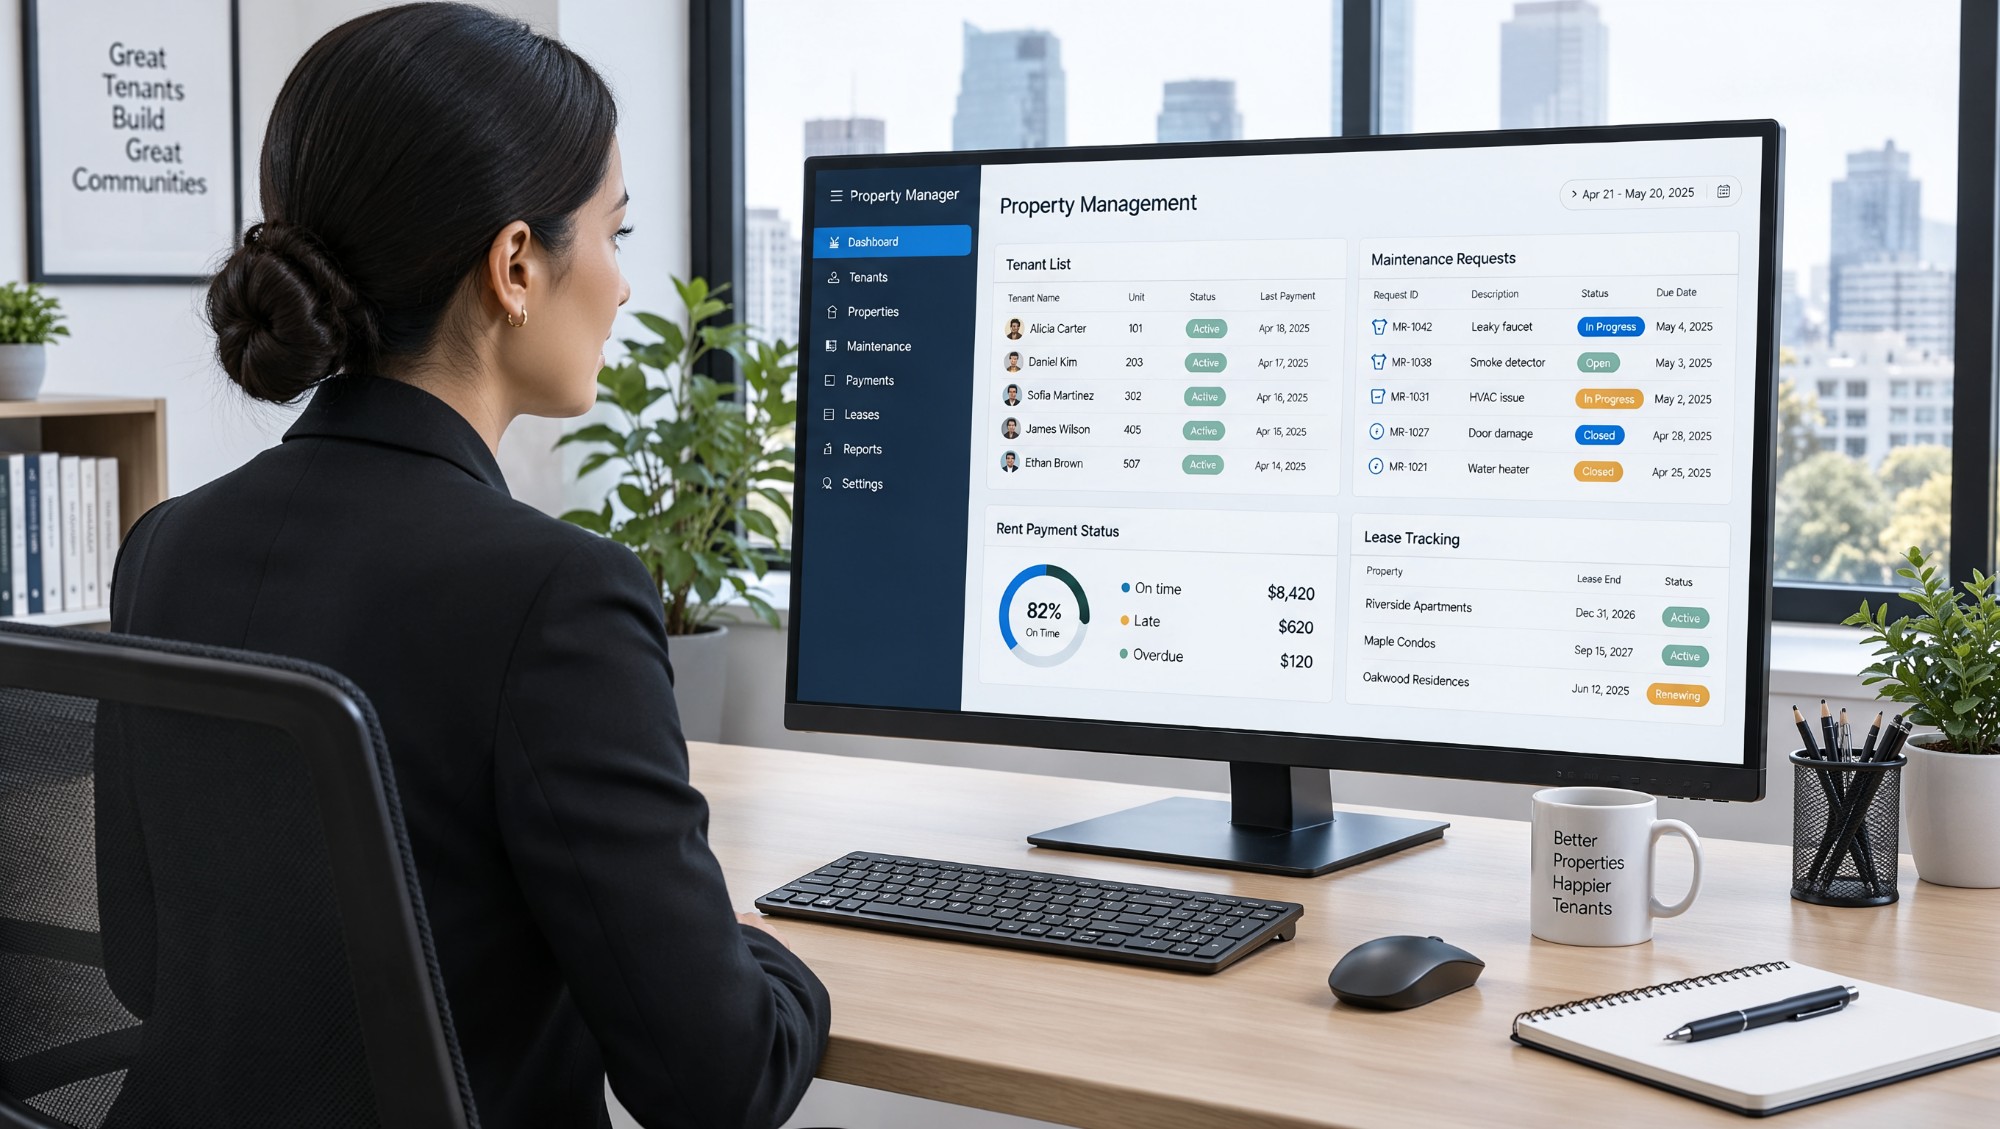 Great
Tenants
Build
Great
Communities
Property Manager
Dashboard
Tenants
Properties
Maintenance
Payments
Leases
Reports
Settings
Property Management
Apr 21 - May 20, 2025
Tenant List
Tenant Name Unit Status Last Payment
Alicia Carter 101 Active Apr 18, 2025
Daniel Kim 203 Active Apr 17, 2025
Sofia Martinez 302 Active Apr 16, 2025
James Wilson 405 Active Apr 15, 2025
Ethan Brown 507 Active Apr 14, 2025
Maintenance Requests
Request ID Description Status Due Date
MR-1042 Leaky faucet In Progress May 4, 2025
MR-1038 Smoke detector Open May 3, 2025
MR-1031 HVAC issue In Progress May 2, 2025
MR-1027 Door damage Closed Apr 28, 2025
MR-1021 Water heater Closed Apr 25, 2025
Rent Payment Status
82%
On Time
On time $8,420
Late $620
Overdue $120
Lease Tracking
Property Lease End Status
Riverside Apartments Dec 31, 2026 Active
Maple Condos Sep 15, 2027 Active
Oakwood Residences Jun 12, 2025 Renewing
Better
Properties
Happier
Tenants